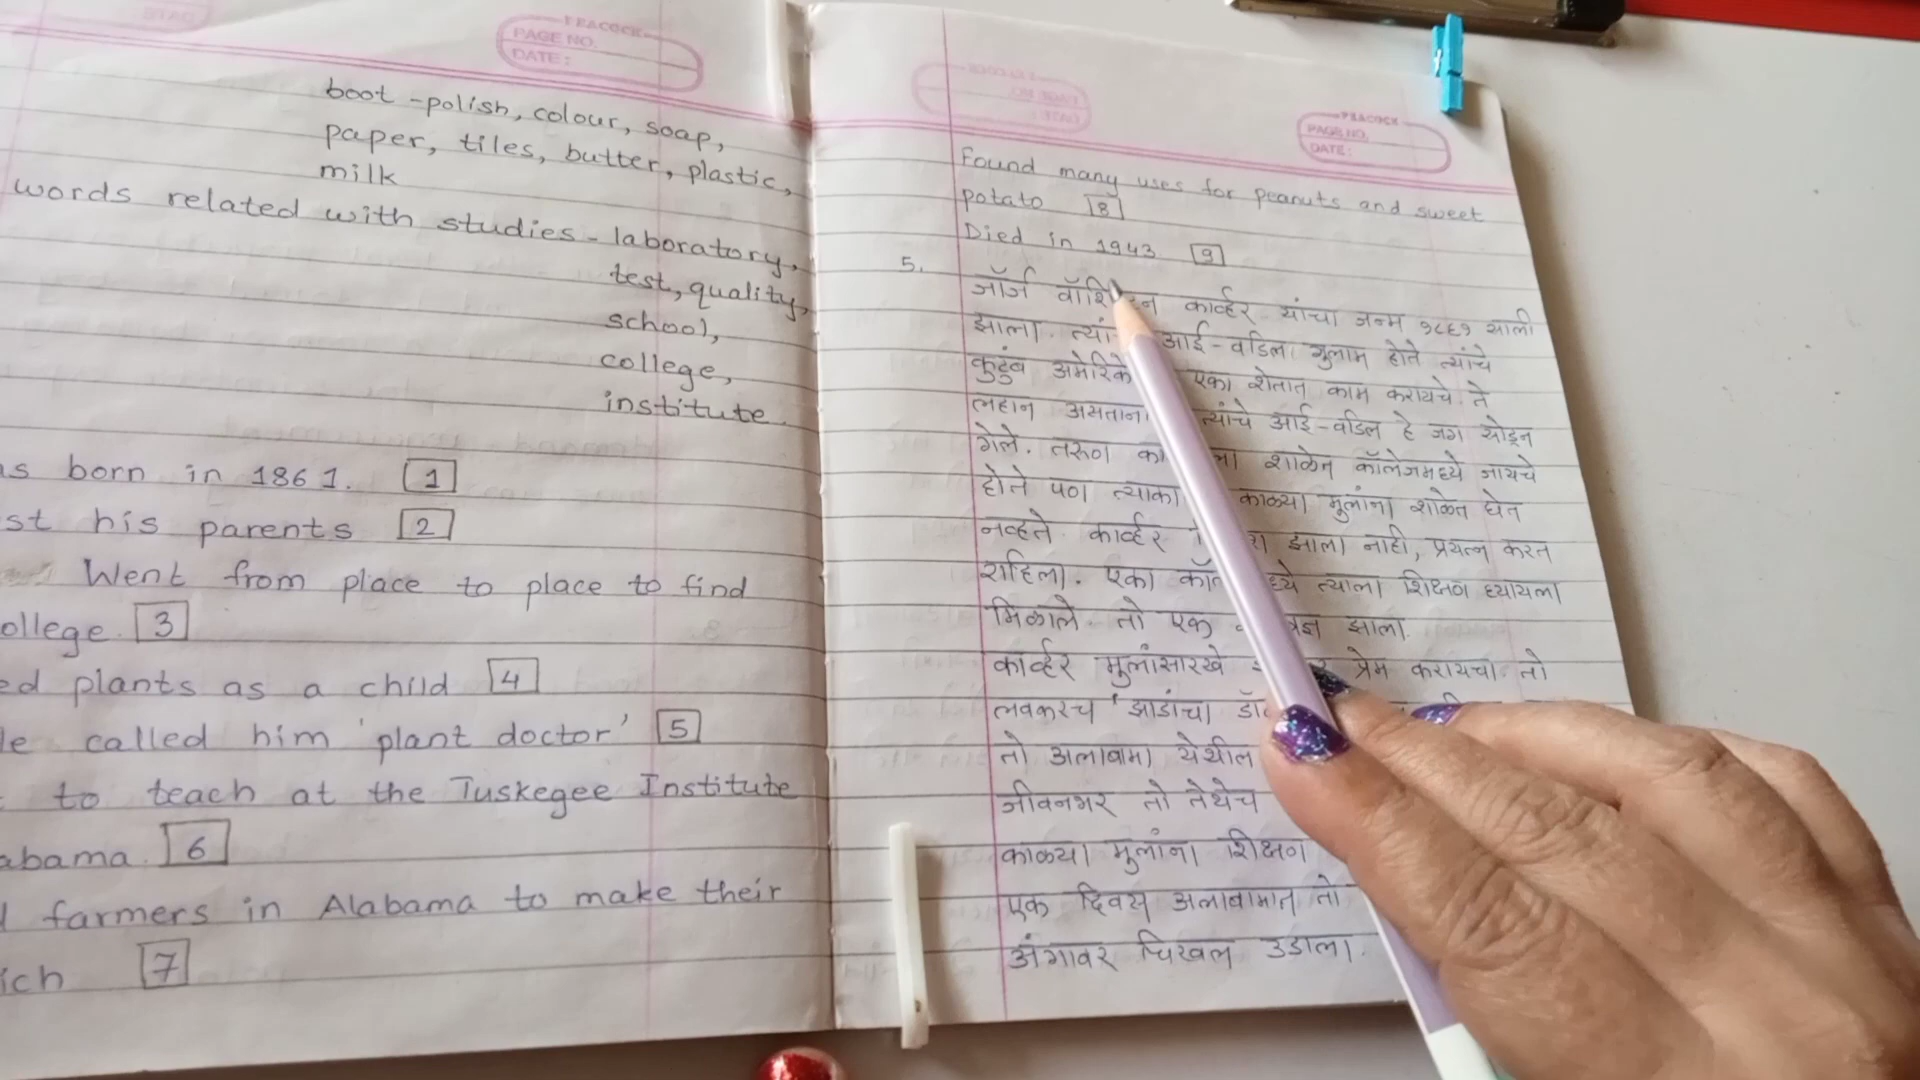 PEACOCK
PAGE NO.
DATE:
boot-polish, colour, soap,
paper, tiles, butter, plastic,
milk
words related with studies - laboratory,
test, quality,
school,
college,
institute.
born in 1861. 1
his parents 2
Went from place to place to find
3
plants as a child 4
called him 'plant doctor' 5
to teach at the Tuskegee Institute
6
farmers in Alabama to make their
7
PEACOCK
PAGE NO.
DATE:
Found many uses for peanuts and sweet
potato 8
Died in 1943 9
5.
जॉर्ज कार्व्हर यांचा जन्म १८६१ साली
झाला. आई-वडिल गुलाम होते त्यांचे
कुटुंब एका शेतात काम करायचे. ते
लहान असताना त्यांचे आई-वडिल हे जग सोडून
गेले. तरुण शाळेत कॉलेजमध्ये जायचे
होते पण काळ्या मुलांना शाळेत घेत
नव्हते. कार्व्हर झाला नाही, प्रयत्न करत
राहिला. एका त्याला शिक्षण घ्यायला
मिळाले. तो एक झाला.
कार्व्हर मुलांसारखे प्रेम करायचा. तो
लवकरच 'झाडांचा
तो अलाबामा येथील
जीवनभर तो तेथेच
काळ्या मुलांना शिक्षण
एक दिवस अलाबामात तो
अंगावर चिखल उडाला.